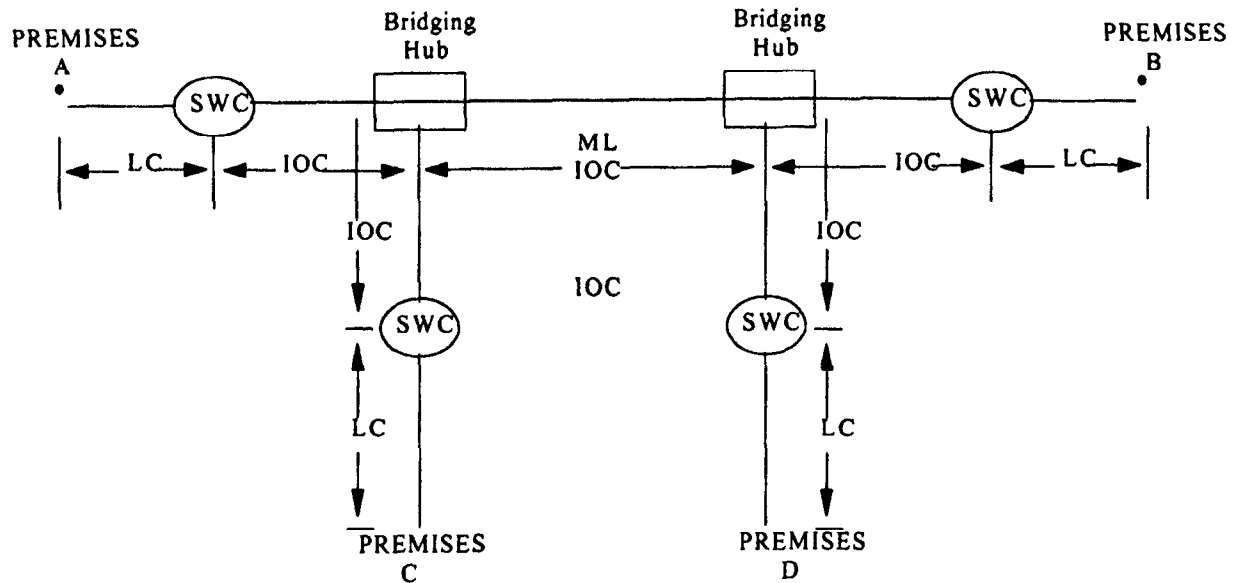 PREMISES
A
Bridging
Hub
Bridging
Hub
PREMISES
B
SWC
SWC
LC
IOC
ML
IOC
IOC
LC
IOC
IOC
IOC
SWC
SWC
LC
LC
PREMISES
C
PREMISES
D